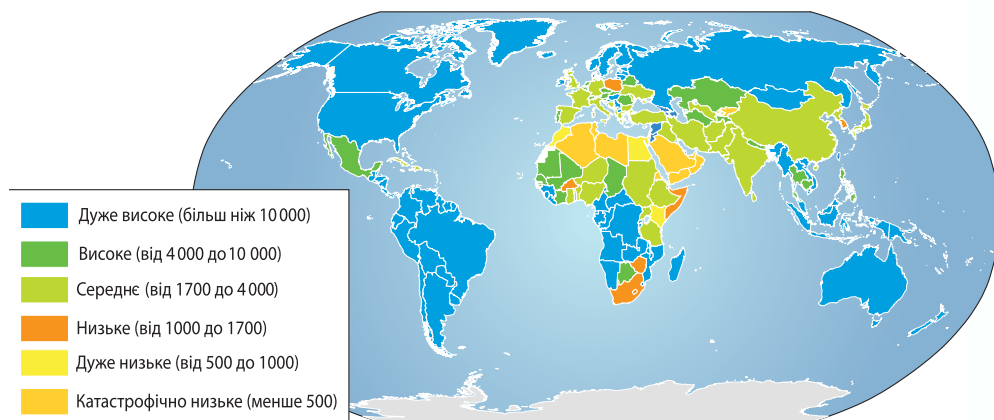 Дуже високе (більш ніж 10 000)
Високе (від 4 000 до 10 000)
Середнє (від 1700 до 4 000)
Низьке (від 1000 до 1700)
Дуже низьке (від 500 до 1000)
Катастрофічно низьке (менше 500)